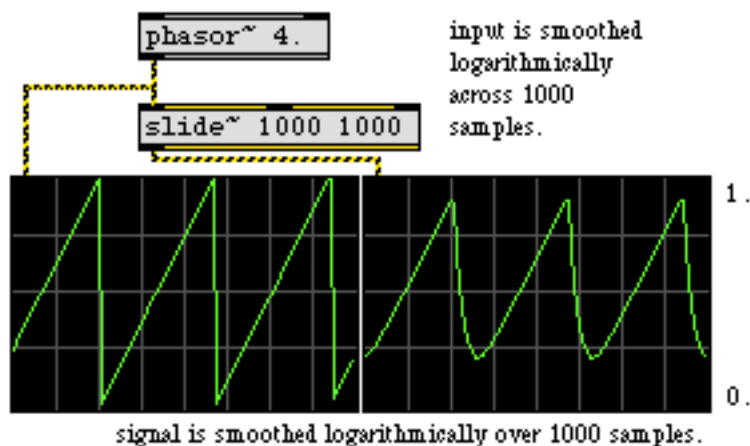 phasor~ 4.
input is smoothed
logarithmically
across 1000
samples.
slide~ 1000 1000
1.
0.
signal is smoothed logarithmically over 1000 samples.